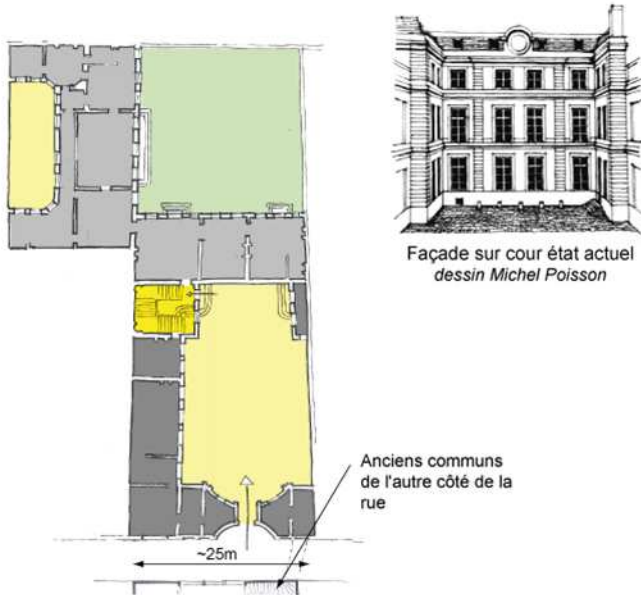 Façade sur cour état actuel
dessin Michel Poisson
Anciens communs
de l'autre côté de la
rue
~25m